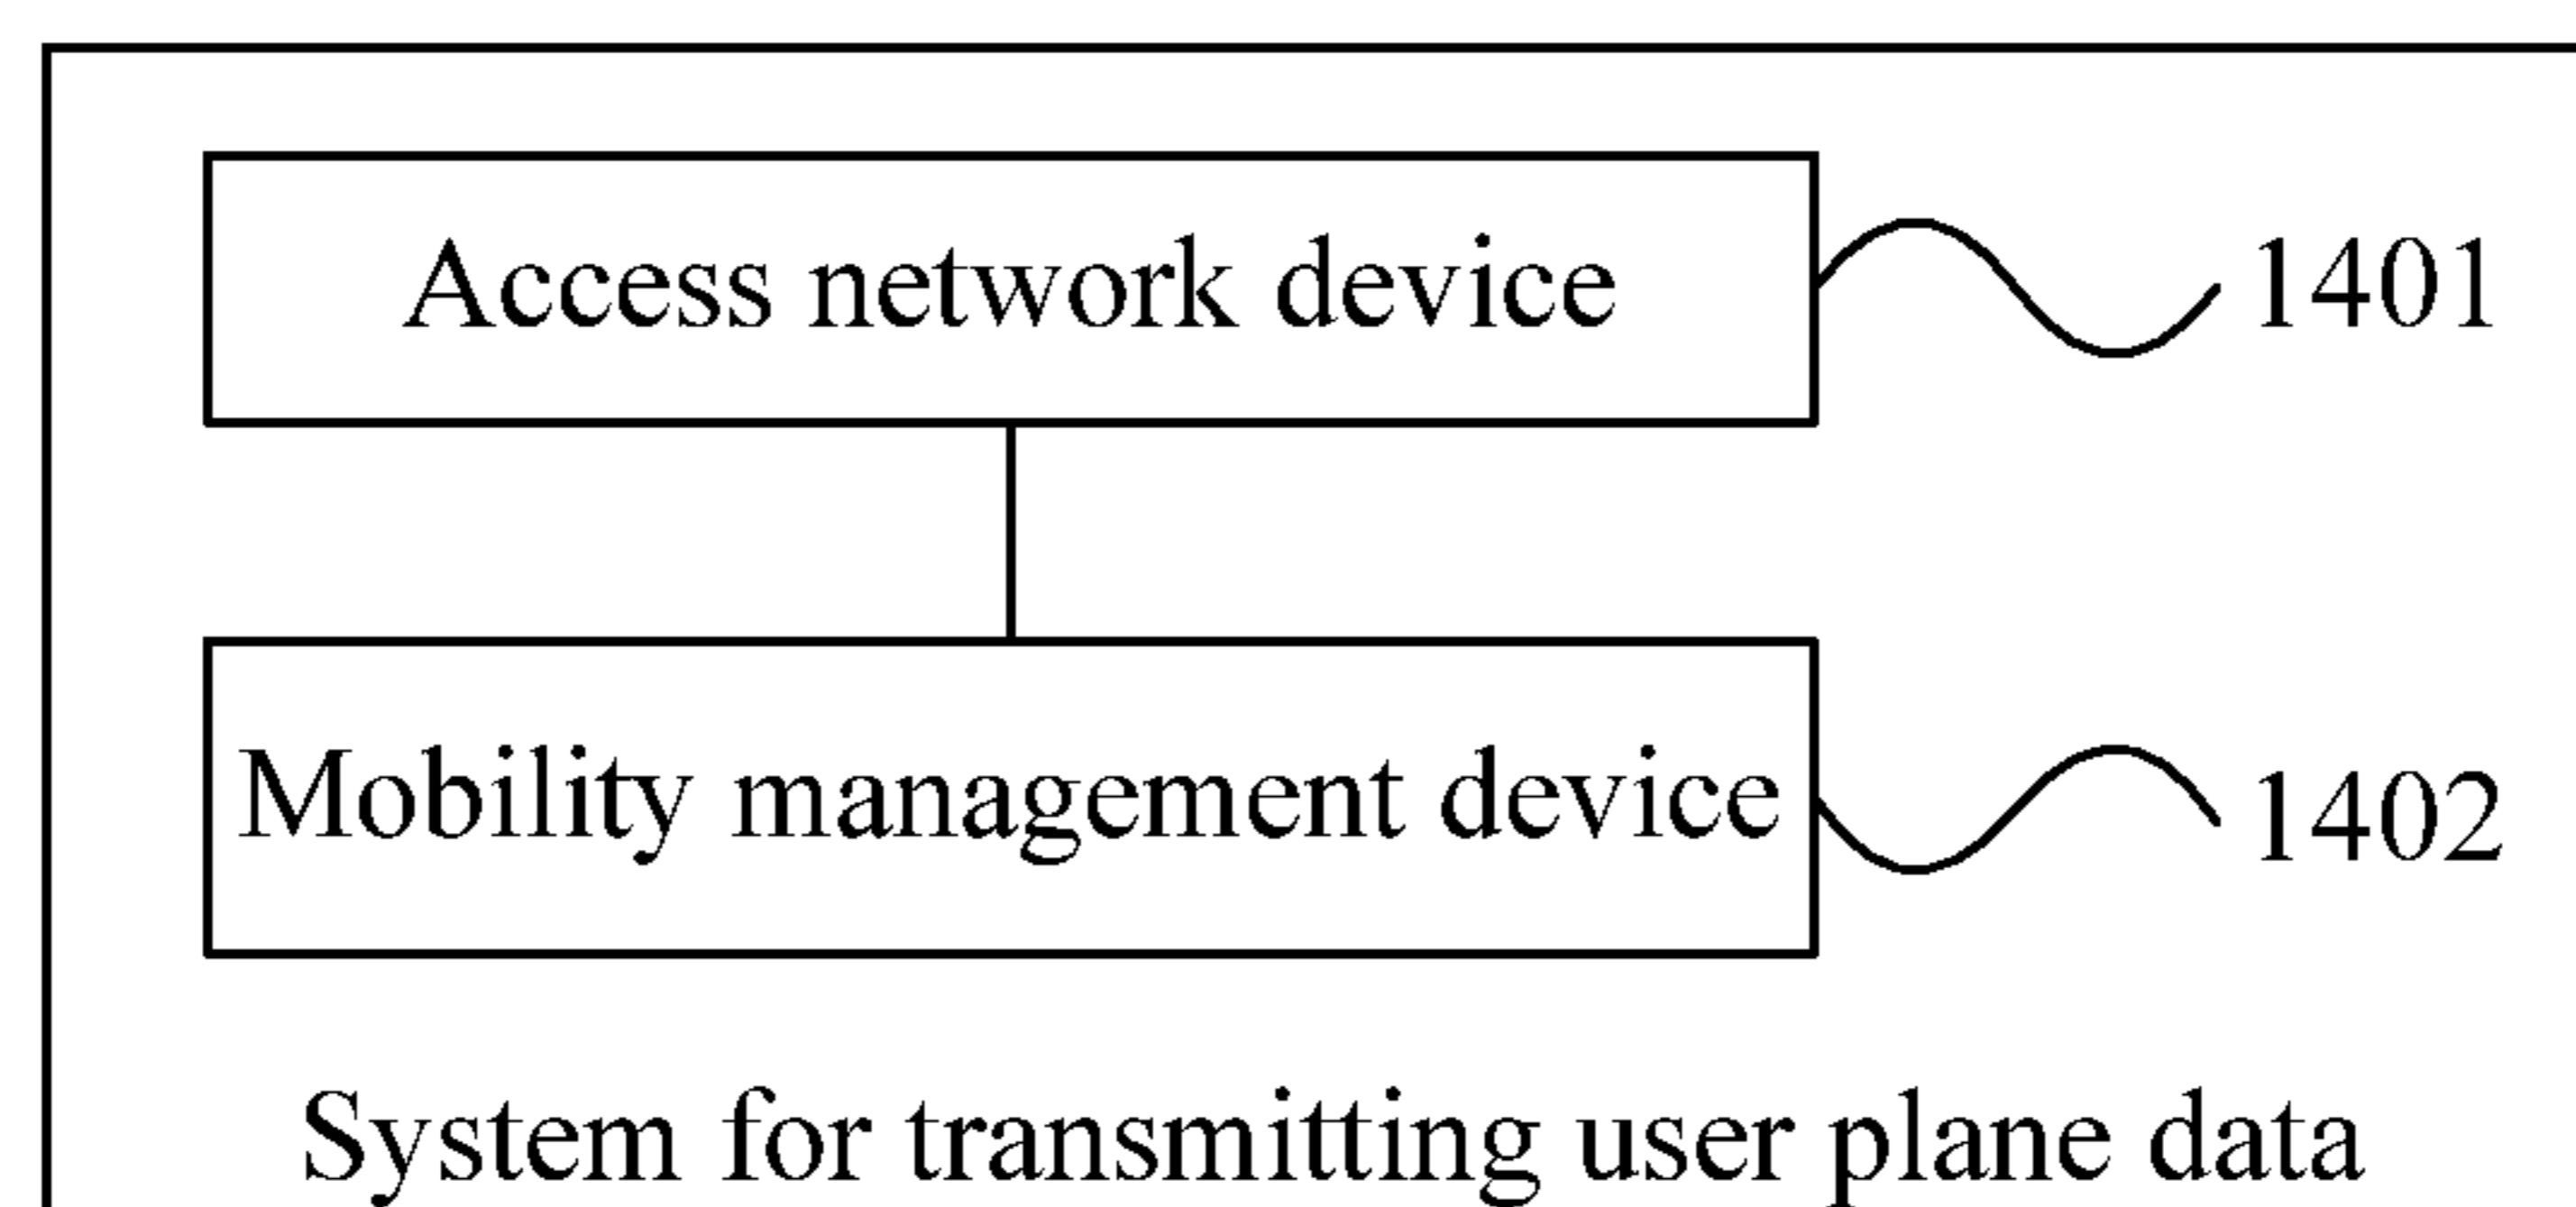 Access network device 1401
Mobility management device 1402
System for transmitting user plane data